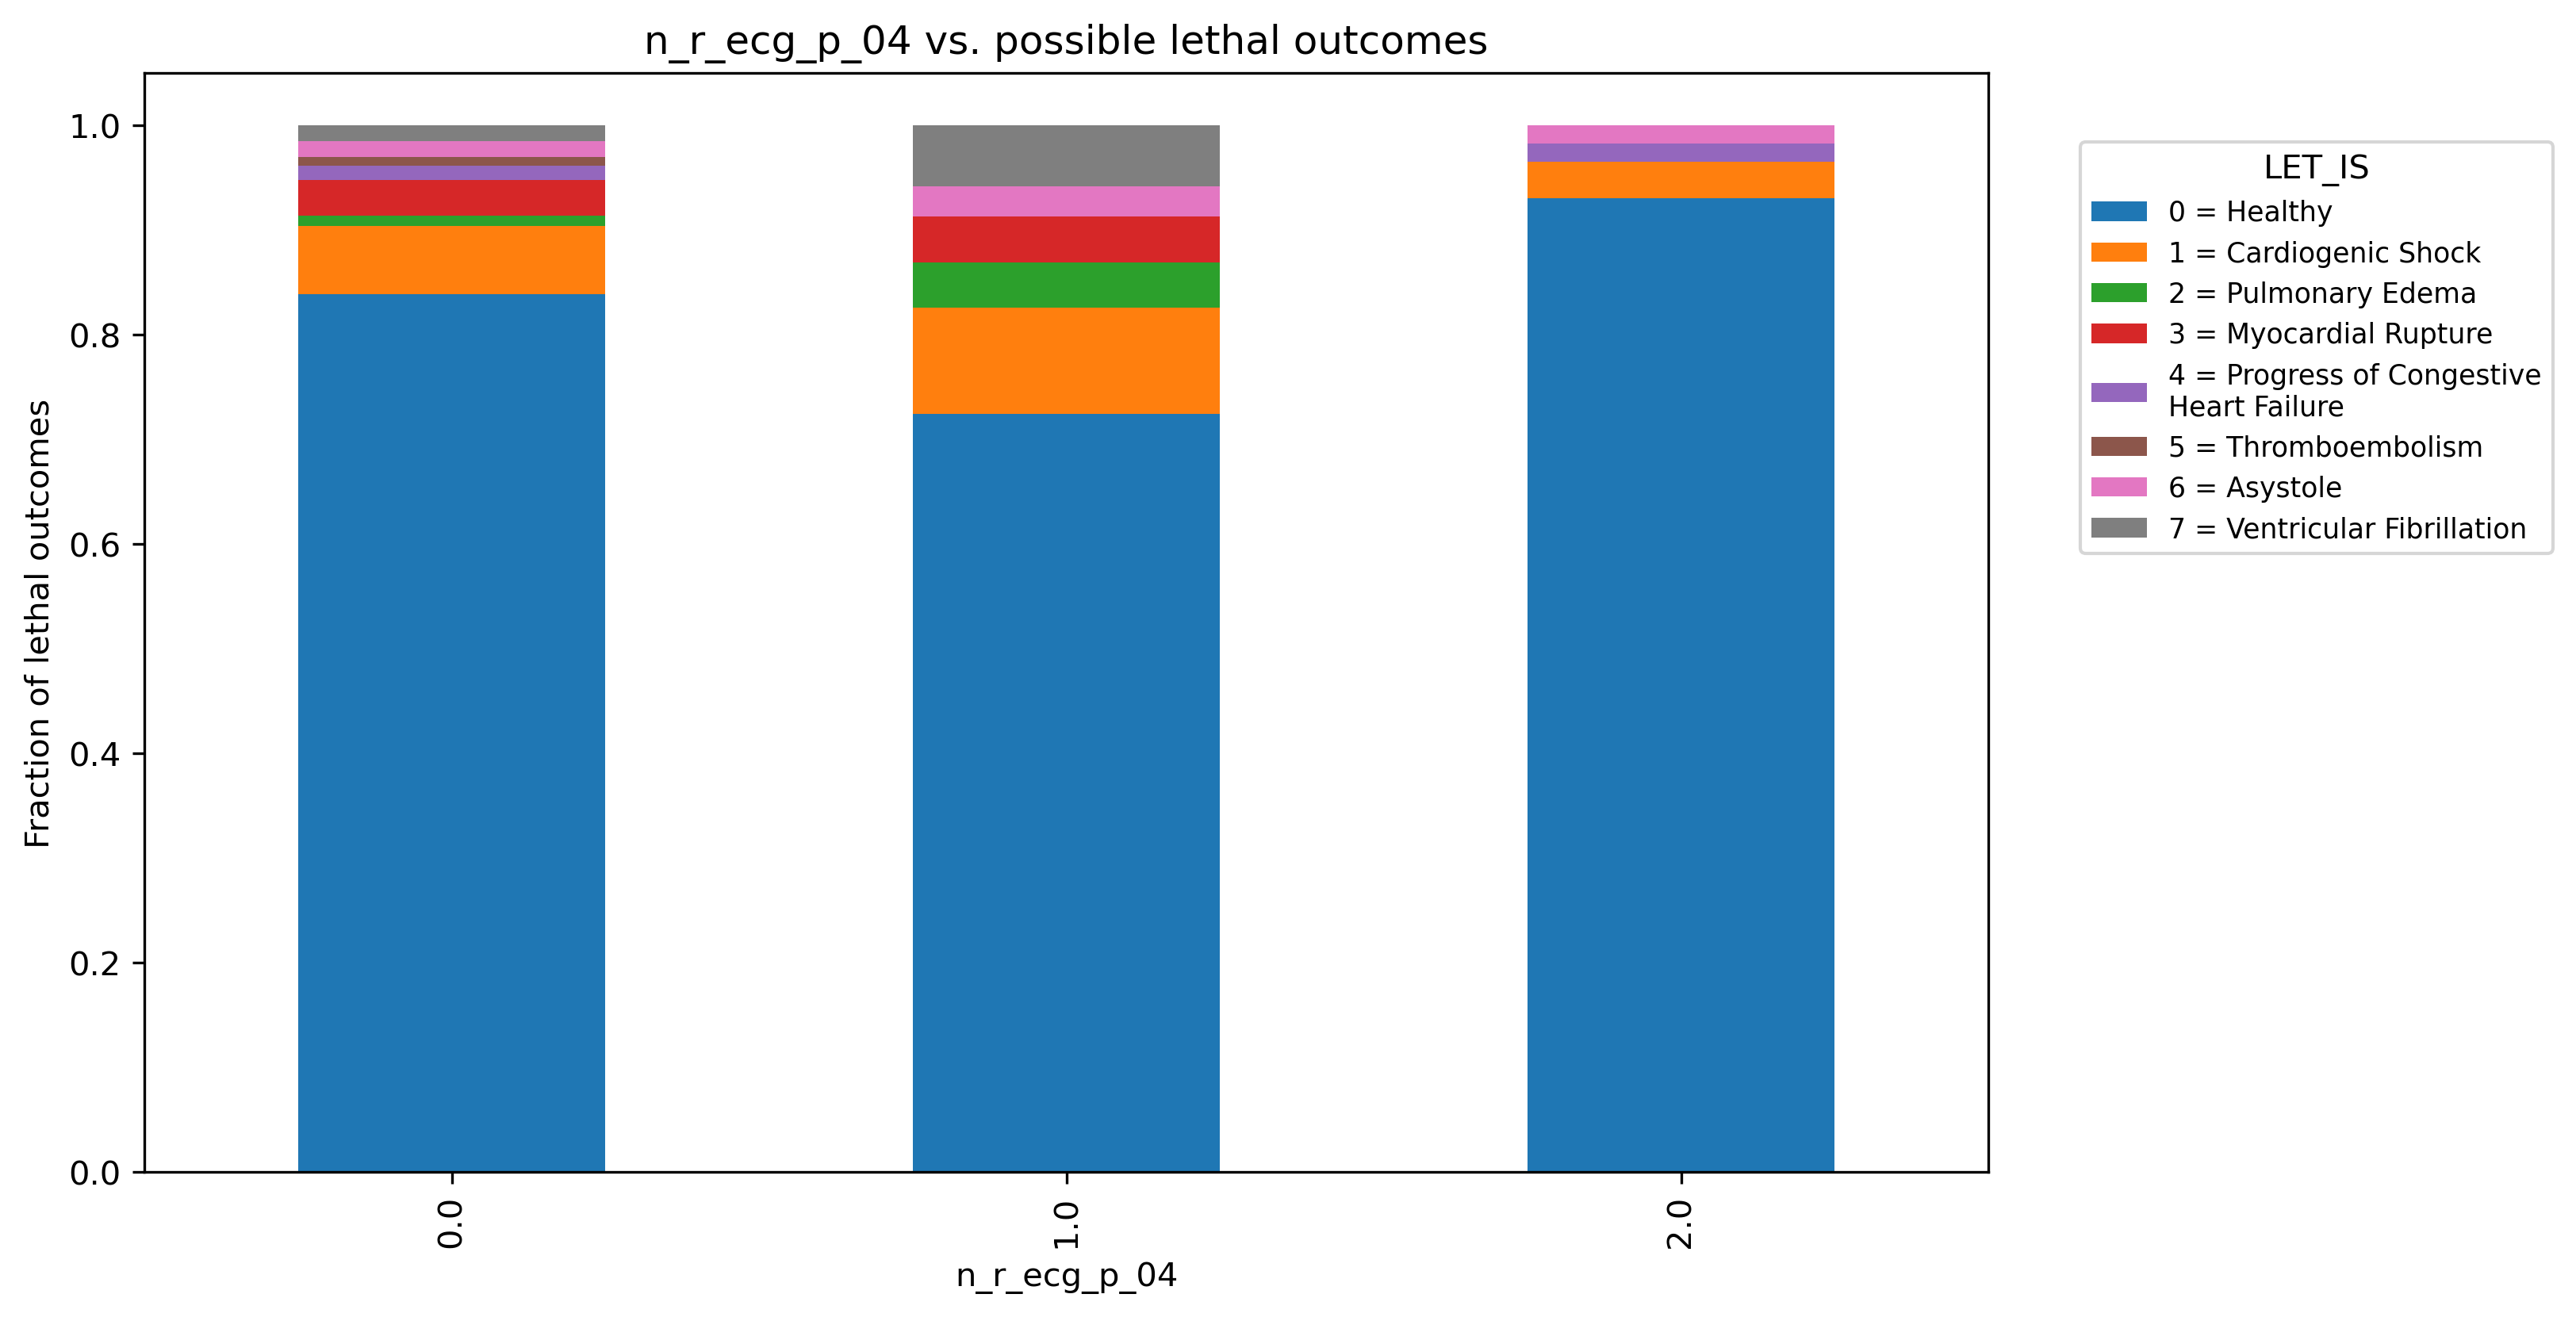 n_r_ecg_p_04 vs. possible lethal outcomes
Fraction of lethal outcomes
1.0
0.8
0.6
0.4
0.2
0.0
0.0
1.0
2.0
n_r_ecg_p_04
LET_IS
0 = Healthy
1 = Cardiogenic Shock
2 = Pulmonary Edema
3 = Myocardial Rupture
4 = Progress of Congestive
Heart Failure
5 = Thromboembolism
6 = Asystole
7 = Ventricular Fibrillation